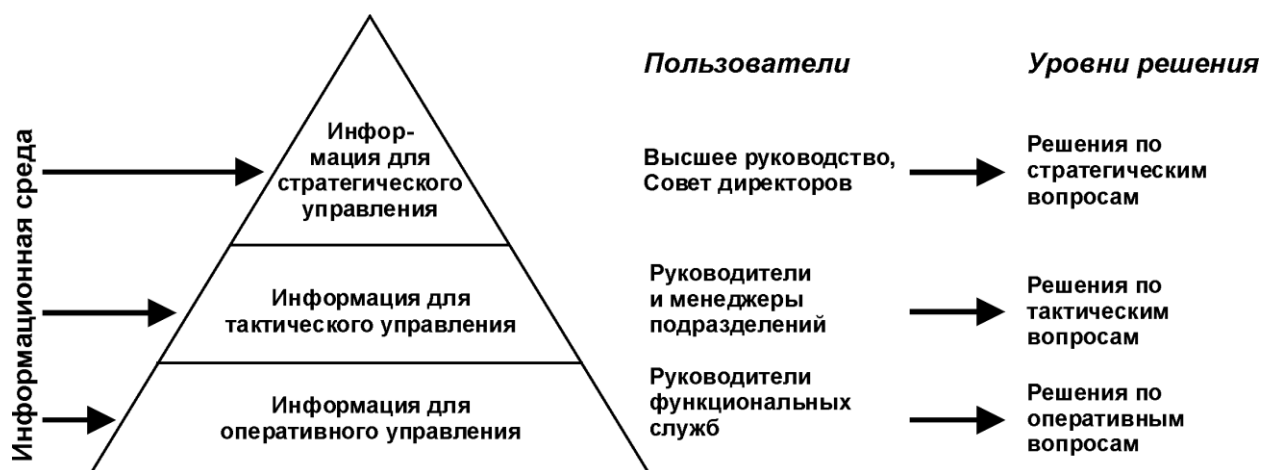 Пользователи
Уровни решения
Информационная среда
Инфор-
мация для
стратегического
управления
Высшее руководство,
Совет директоров
Решения по
стратегическим
вопросам
Информация для
тактического управления
Руководители
и менеджеры
подразделений
Решения по
тактическим
вопросам
Информация для
оперативного управления
Руководители
функциональных
служб
Решения по
оперативным
вопросам